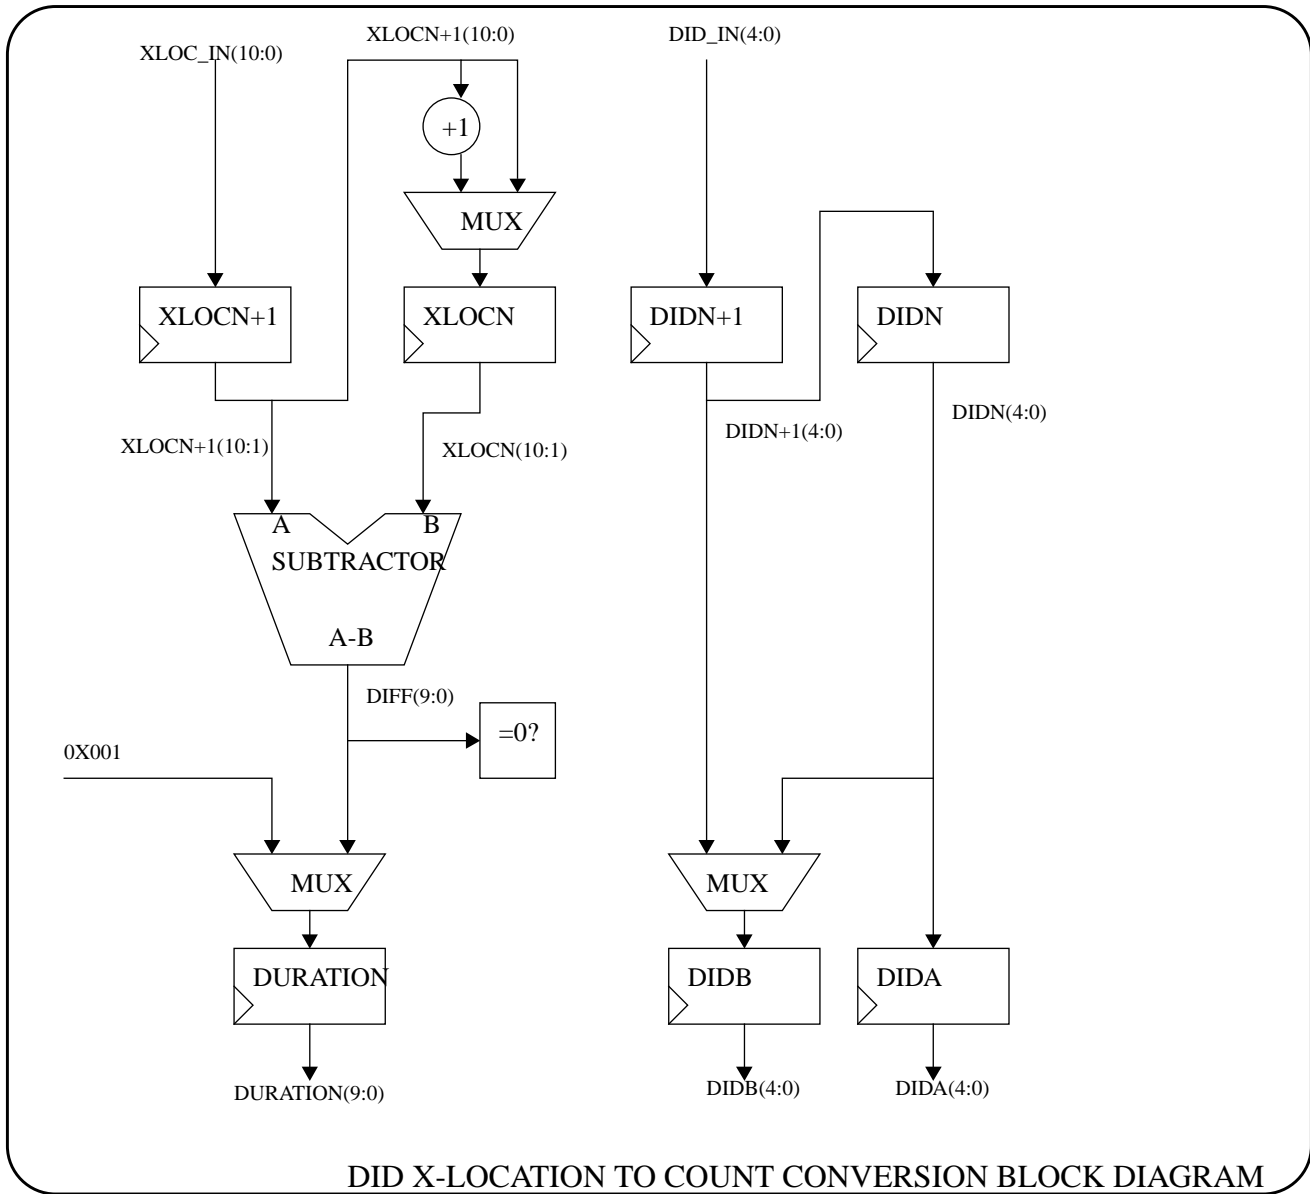 XLOCN+1(10:0)
DID_IN(4:0)
XLOC_IN(10:0)
+1
MUX
XLOCN+1
XLOCN
DIDN+1
DIDN
DIDN(4:0)
DIDN+1(4:0)
XLOCN+1(10:1)
XLOCN(10:1)
A
B
SUBTRACTOR
A-B
DIFF(9:0)
=0?
0X001
MUX
MUX
DURATION
DIDB
DIDA
DURATION(9:0)
DIDB(4:0)
DIDA(4:0)
DID X-LOCATION TO COUNT CONVERSION BLOCK DIAGRAM